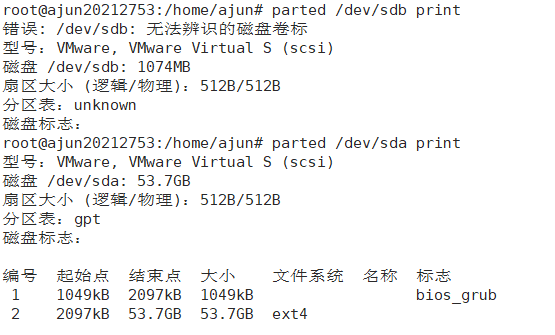 root@ajun20212753:/home/ajun# parted /dev/sdb print
错误: /dev/sdb: 无法辨识的磁盘卷标
型号：VMware, VMware Virtual S (scsi)
磁盘 /dev/sdb: 1074MB
扇区大小 (逻辑/物理)：512B/512B
分区表：unknown
磁盘标志：
root@ajun20212753:/home/ajun# parted /dev/sda print
型号：VMware, VMware Virtual S (scsi)
磁盘 /dev/sda: 53.7GB
扇区大小 (逻辑/物理)：512B/512B
分区表：gpt
磁盘标志：
编号 起始点 结束点 大小 文件系统 名称 标志
1 1049kB 2097kB 1049kB bios_grub
2 2097kB 53.7GB 53.7GB ext4